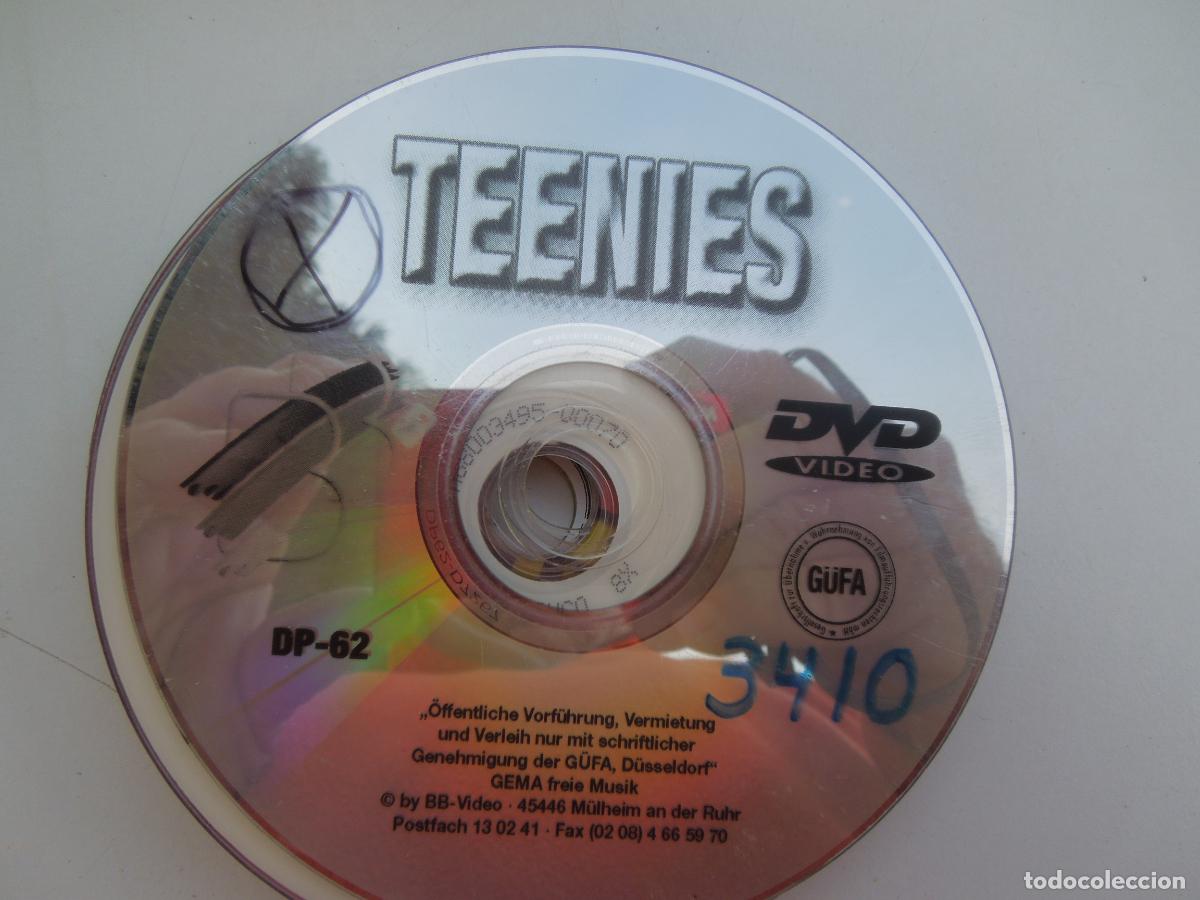 TEENIES
DVD
VIDEO
GÜFA
DP-62
3410
8X
„Öffentliche Vorführung, Vermietung
und Verleih nur mit schriftlicher
Genehmigung der GÜFA, Düsseldorf“
GEMA freie Musik
© by BB-Video · 45446 Mülheim an der Ruhr
Postfach 13 02 41 · Fax (02 08) 4 66 59 70
todocoleccion